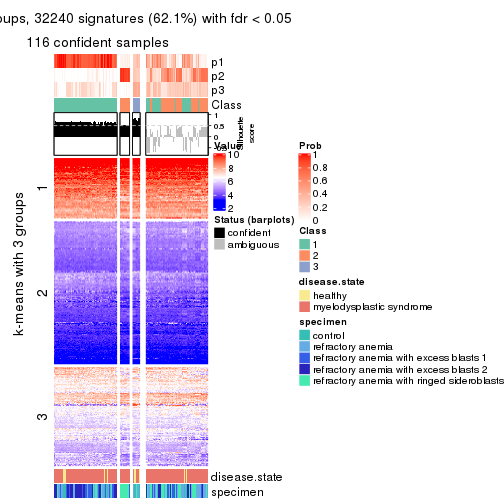 oups, 32240 signatures (62.1%) with fdr < 0.05
116 confident samples
p1
p2
p3
Class
1
0.5
0
-0.5
Silhouette
score
k-means with 3 groups
1
2
3
disease.state
specimen
Value
10
8
6
4
2
Status (barplots)
confident
ambiguous
Prob
1
0.8
0.6
0.4
0.2
0
Class
1
2
3
disease.state
healthy
myelodysplastic syndrome
specimen
control
refractory anemia
refractory anemia with excess blasts 1
refractory anemia with excess blasts 2
refractory anemia with ringed sideroblasts